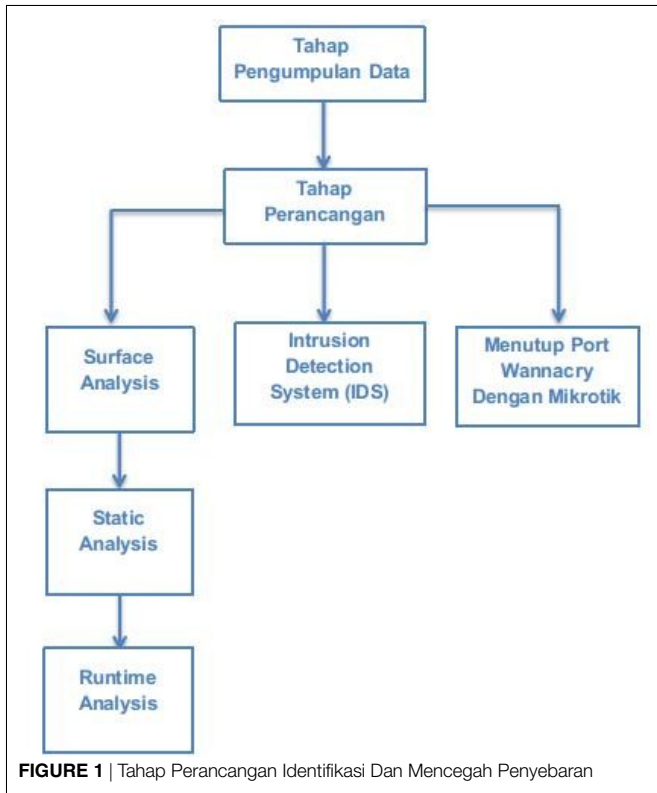 Tahap
Pengumpulan Data
Tahap
Perancangan
Surface
Analysis
Intrusion
Detection
System (IDS)
Menutup Port
Wannacry
Dengan Mikrotik
Static
Analysis
Runtime
Analysis
FIGURE 1 | Tahap Perancangan Identifikasi Dan Mencegah Penyebaran